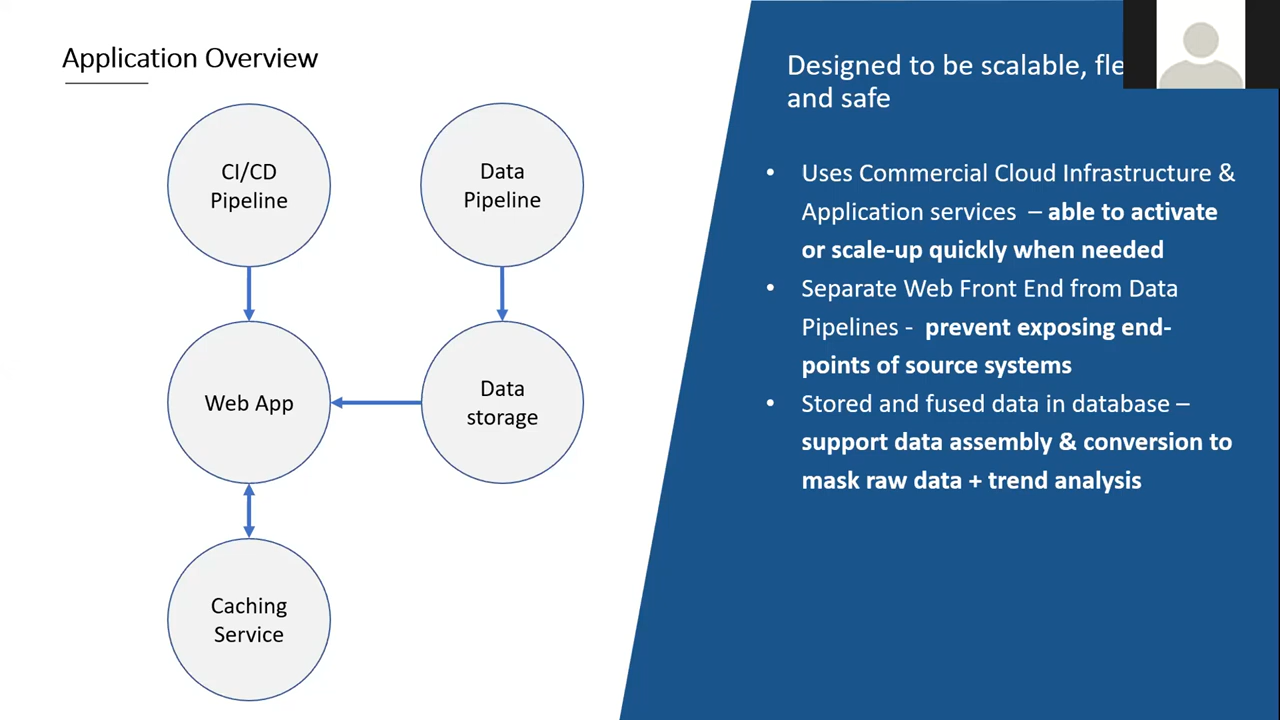 Application Overview
CI/CD
Pipeline
Data
Pipeline
Web App
Data
storage
Caching
Service
Designed to be scalable,
and safe
• Uses Commercial Cloud Infrastructure &
Application services – able to activate
or scale-up quickly when needed
• Separate Web Front End from Data
Pipelines - prevent exposing end-
points of source systems
• Stored and fused data in database –
support data assembly & conversion to
mask raw data + trend analysis